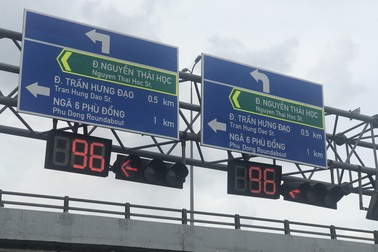 Đ.NGUYỄN THÁI HỌC
Nguyen Thai Hoc St.
Đ. TRẦN HƯNG ĐẠO 0.5 km
Tran Hung Dao St.
NGÃ 6 PHÙ ĐỔNG 1 km
Phu Dong Roundabout
98
Đ.NGUYỄN THÁI HỌC
Nguyen Thai Hoc St.
Đ. TRẦN HƯNG ĐẠO 0.5 km
Tran Hung Dao St.
NGÃ 6 PHÙ ĐỔNG 1 km
Phu Dong Roundabout
98